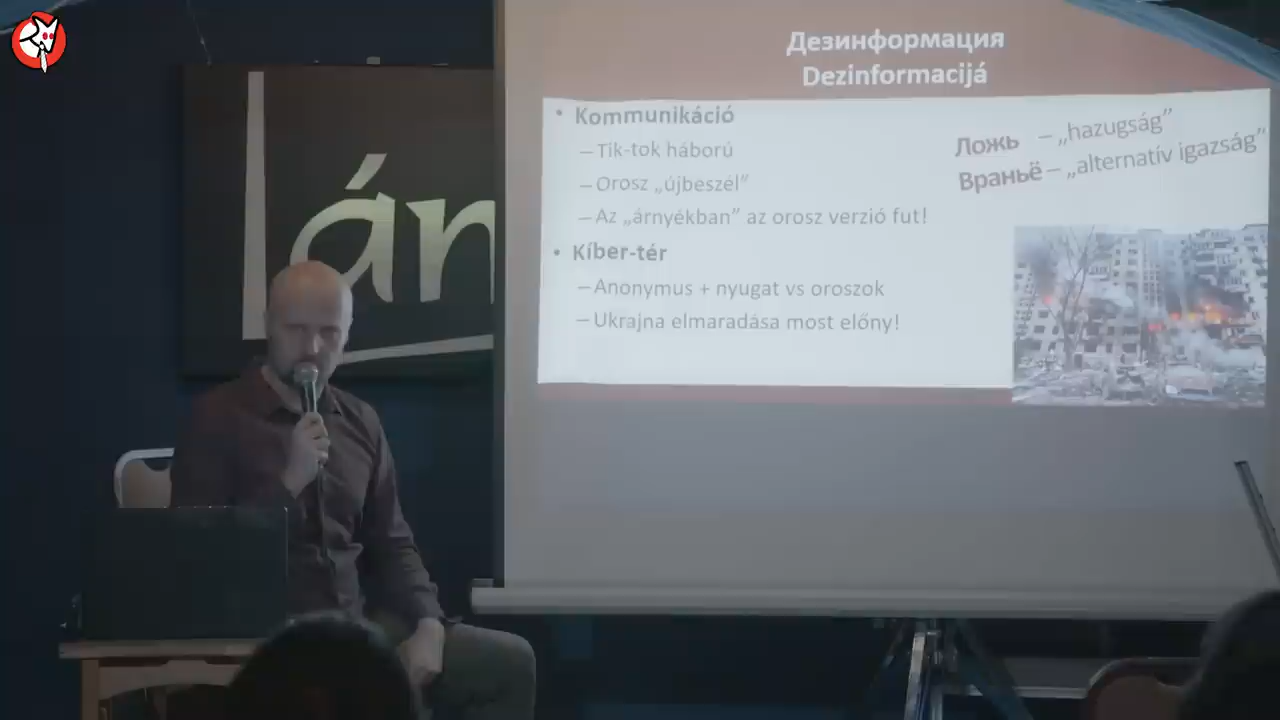 Дезинформация
Dezinformacijá
• Kommunikáció
– Tik-tok háború
– Orosz „újbeszél”
– Az „árnyékban” az orosz verzió fut!
• Kíber-tér
– Anonymus + nyugat vs oroszok
– Ukrajna elmaradása most előny!
Ложь – „hazugság”
Враньё – „alternatív igazság”
án